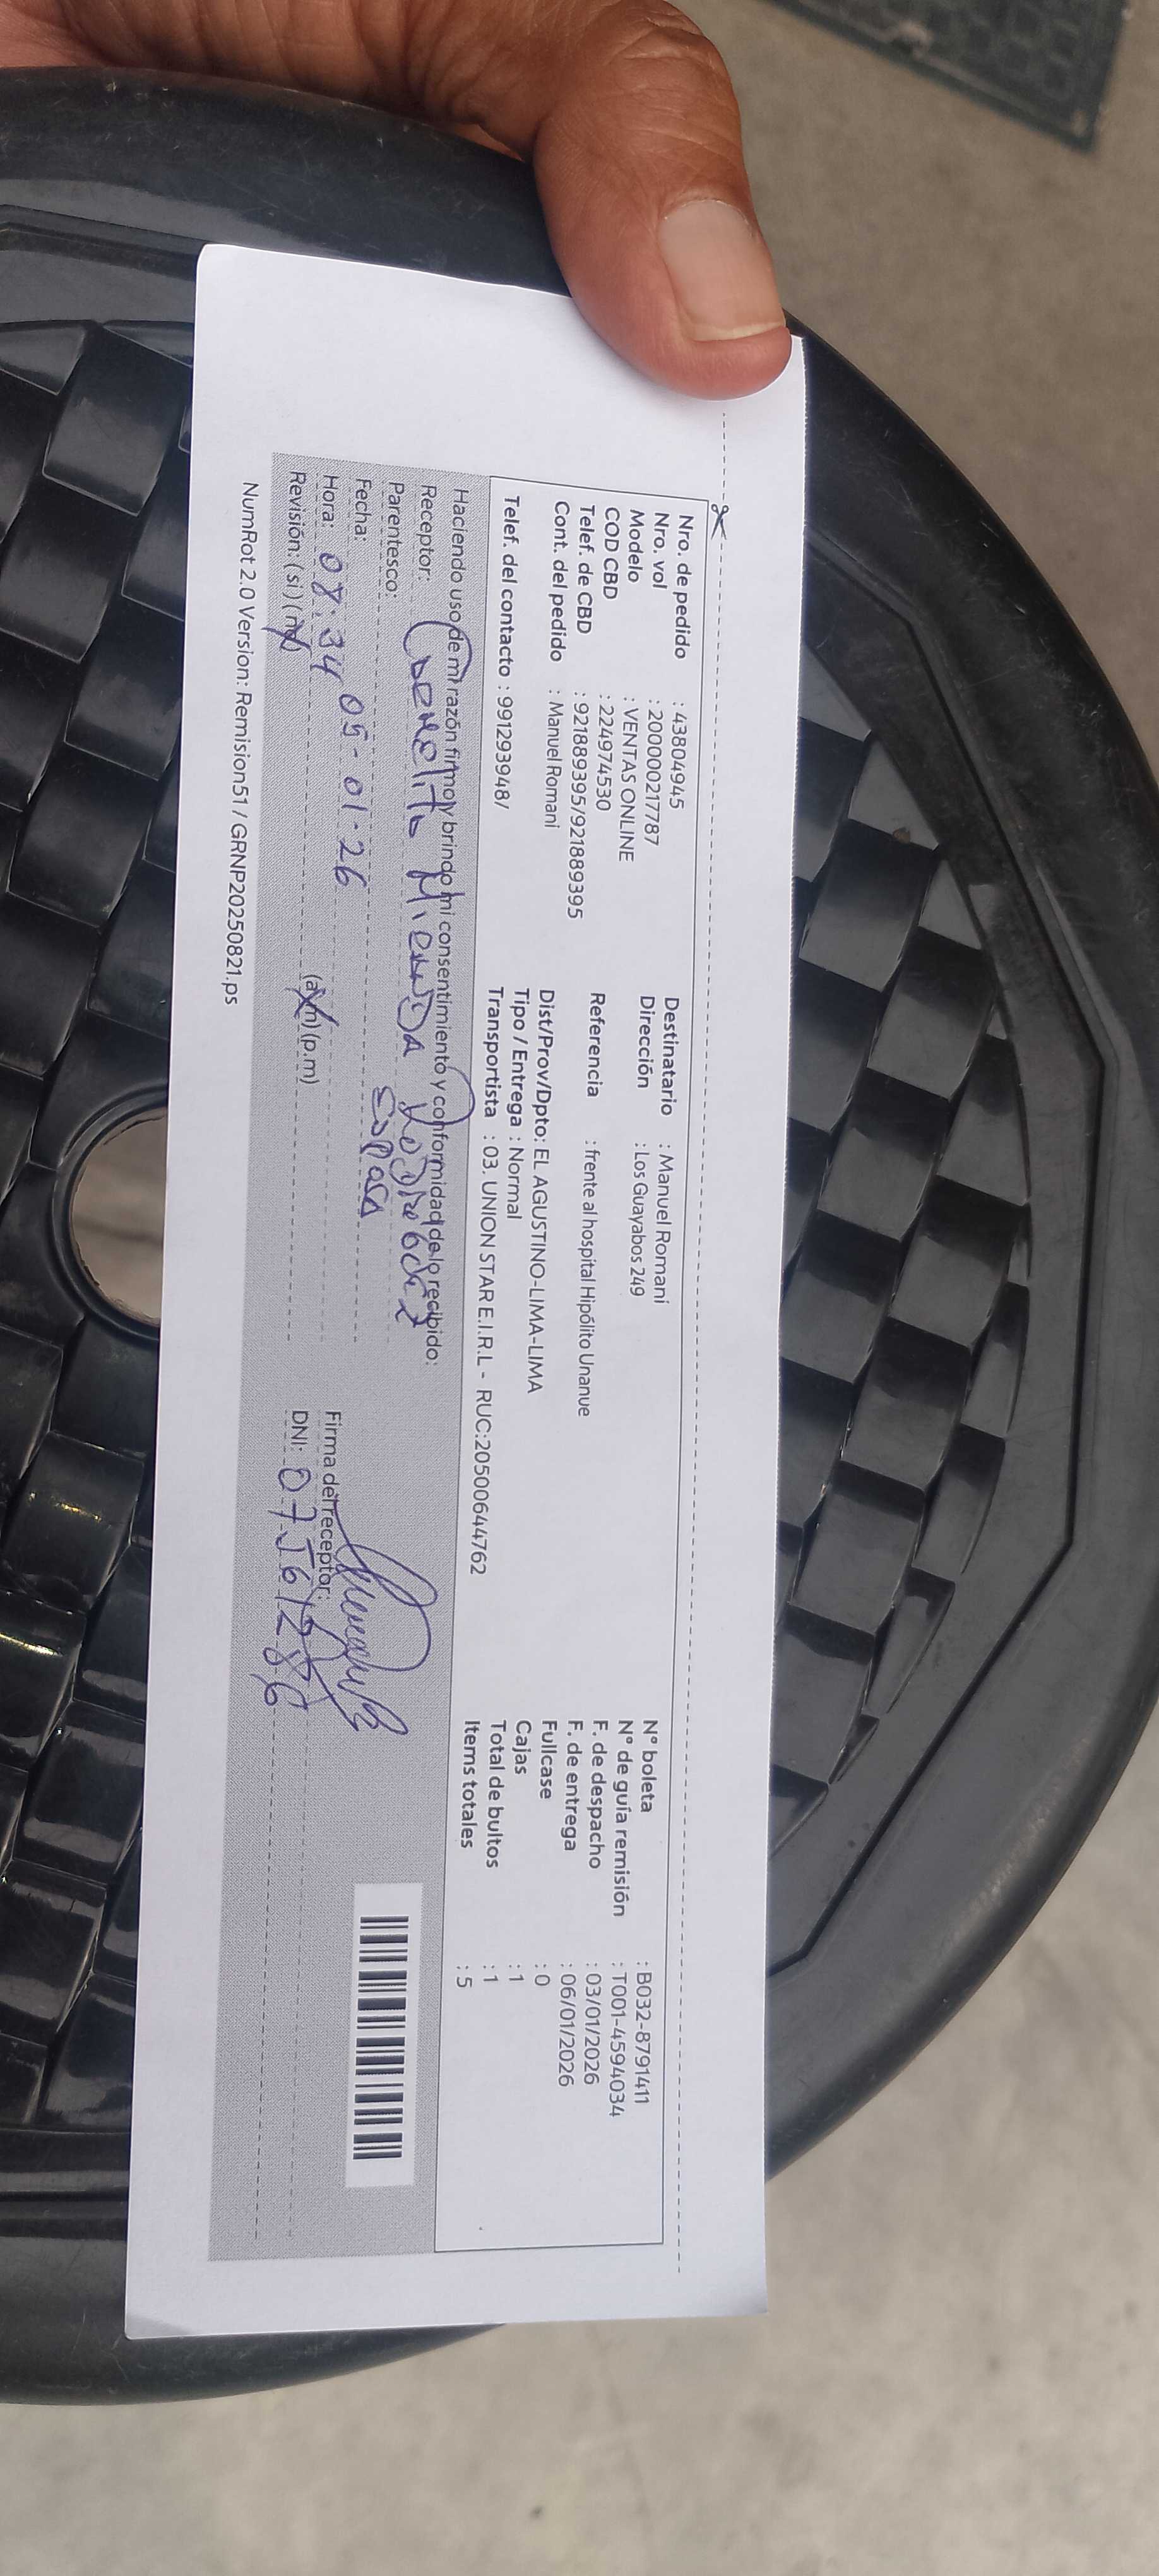 Nro. de pedido : 43804945
Nro. vol : 200000217787
Modelo : VENTAS ONLINE
COD CBD : 224974530
Telef. de CBD : 921889395/921889395
Cont. del pedido : Manuel Romani
Telef. del contacto : 991293948/
Destinatario : Manuel Romani
Dirección : Los Guayabos 249
Referencia : frente al hospital Hipólito Unanue
Dist/Prov/Dpto: EL AGUSTINO-LIMA-LIMA
Tipo / Entrega : Normal
Transportista : 03. UNION STAR E.I.R.L - RUC:20500644762
N° boleta : B032-8791411
N° de guía remisión : T001-4594034
F. de despacho : 03/01/2026
F. de entrega : 06/01/2026
Fullcase : 0
Cajas : 1
Total de bultos : 1
Items totales : 5
Haciendo uso de mi razón firmo y brindo mi consentimiento y conformidad de lo recibido:
Receptor:
Parentesco: Esposa
Fecha: 05-01-26
Hora: 08:34 (a.m) (p.m)
Revisión: (si) (no)
Firma del receptor:
DNI: 07561286
NumRot 2.0 Version: Remision51 / GRNP20250821.ps